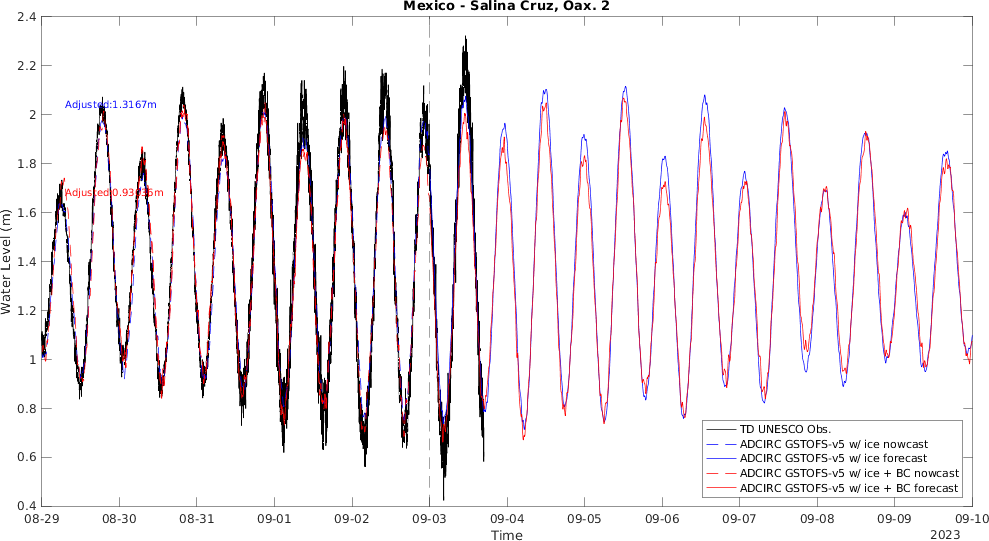 Mexico - Salina Cruz, Oax. 2
2.4
2.2
2
1.8
1.6
1.4
1.2
1
0.8
0.6
0.4
Water Level (m)
Adjusted:1.3167m
TD UNESCO Obs.
ADCIRC GSTOFS-v5 w/ ice nowcast
ADCIRC GSTOFS-v5 w/ ice forecast
ADCIRC GSTOFS-v5 w/ ice + BC nowcast
ADCIRC GSTOFS-v5 w/ ice + BC forecast
08-29 08-30 08-31 09-01 09-02 09-03 09-04 09-05 09-06 09-07 09-08 09-09 09-10
Time
2023